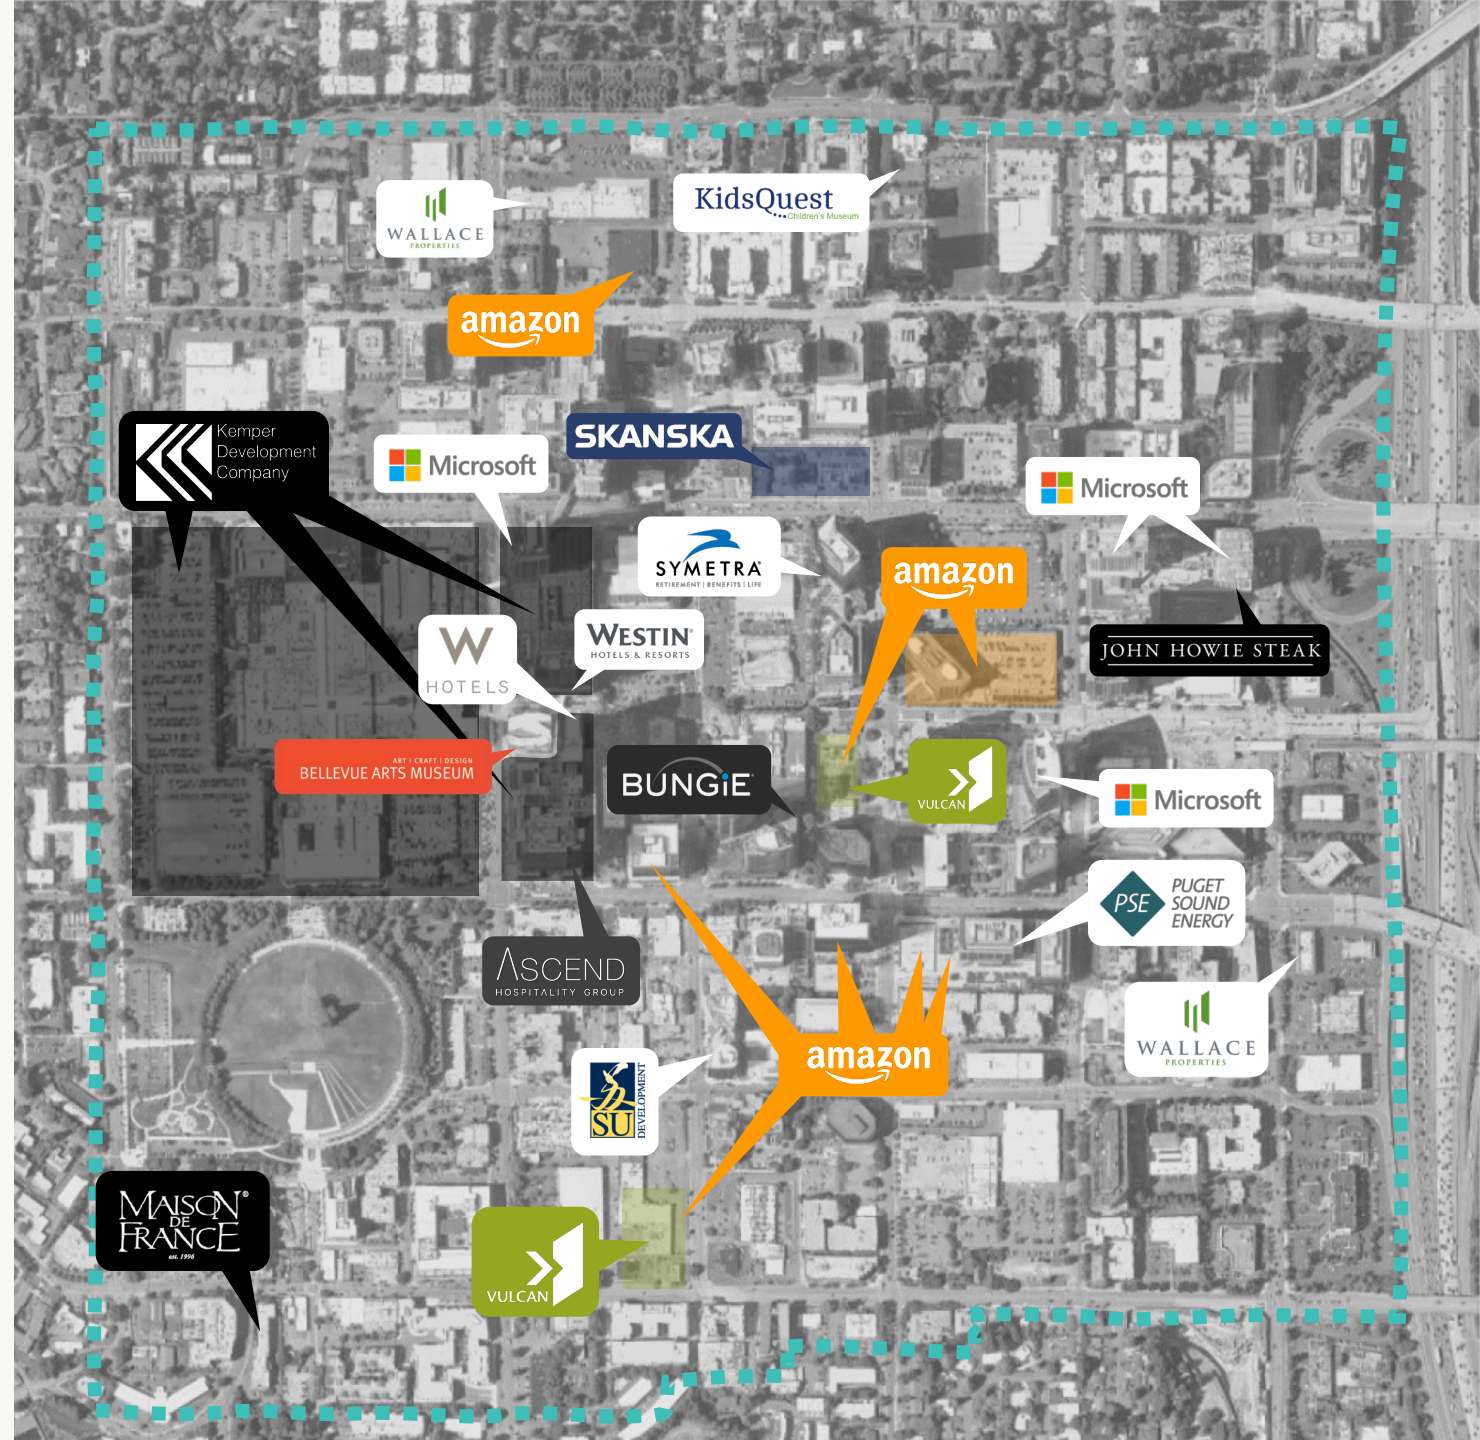 WALLACE
PROPERTIES
KidsQuest
Children's Museum
amazon
Kemper
Development
Company
Microsoft
SKANSKA
Microsoft
SYMETRA
RETIREMENT | BENEFITS | LIFE
amazon
W
HOTELS
WESTIN®
HOTELS & RESORTS
JOHN HOWIE STEAK
ART | CRAFT | DESIGN
BELLEVUE ARTS MUSEUM
BUNGiE
VULCAN
Microsoft
PSE
PUGET
SOUND
ENERGY
ASCEND
HOSPITALITY GROUP
WALLACE
PROPERTIES
amazon
SU
DEVELOPMENT
MAISON®
DE
FRANCE
est. 1996
VULCAN